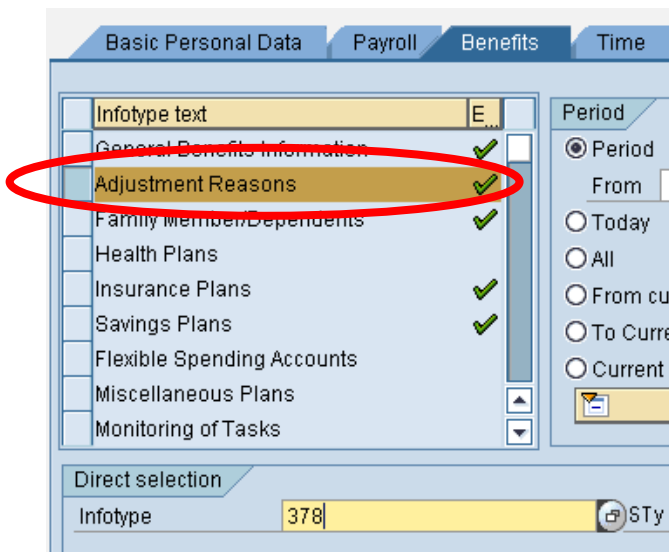 Basic Personal Data Payroll Benefits Time
Infotype text E... Period
General Benefits Information Period
Adjustment Reasons From
Family Member/Dependents Today
Health Plans All
Insurance Plans From cu
Savings Plans To Curre
Flexible Spending Accounts Current
Miscellaneous Plans
Monitoring of Tasks
Direct selection
Infotype 378 STy